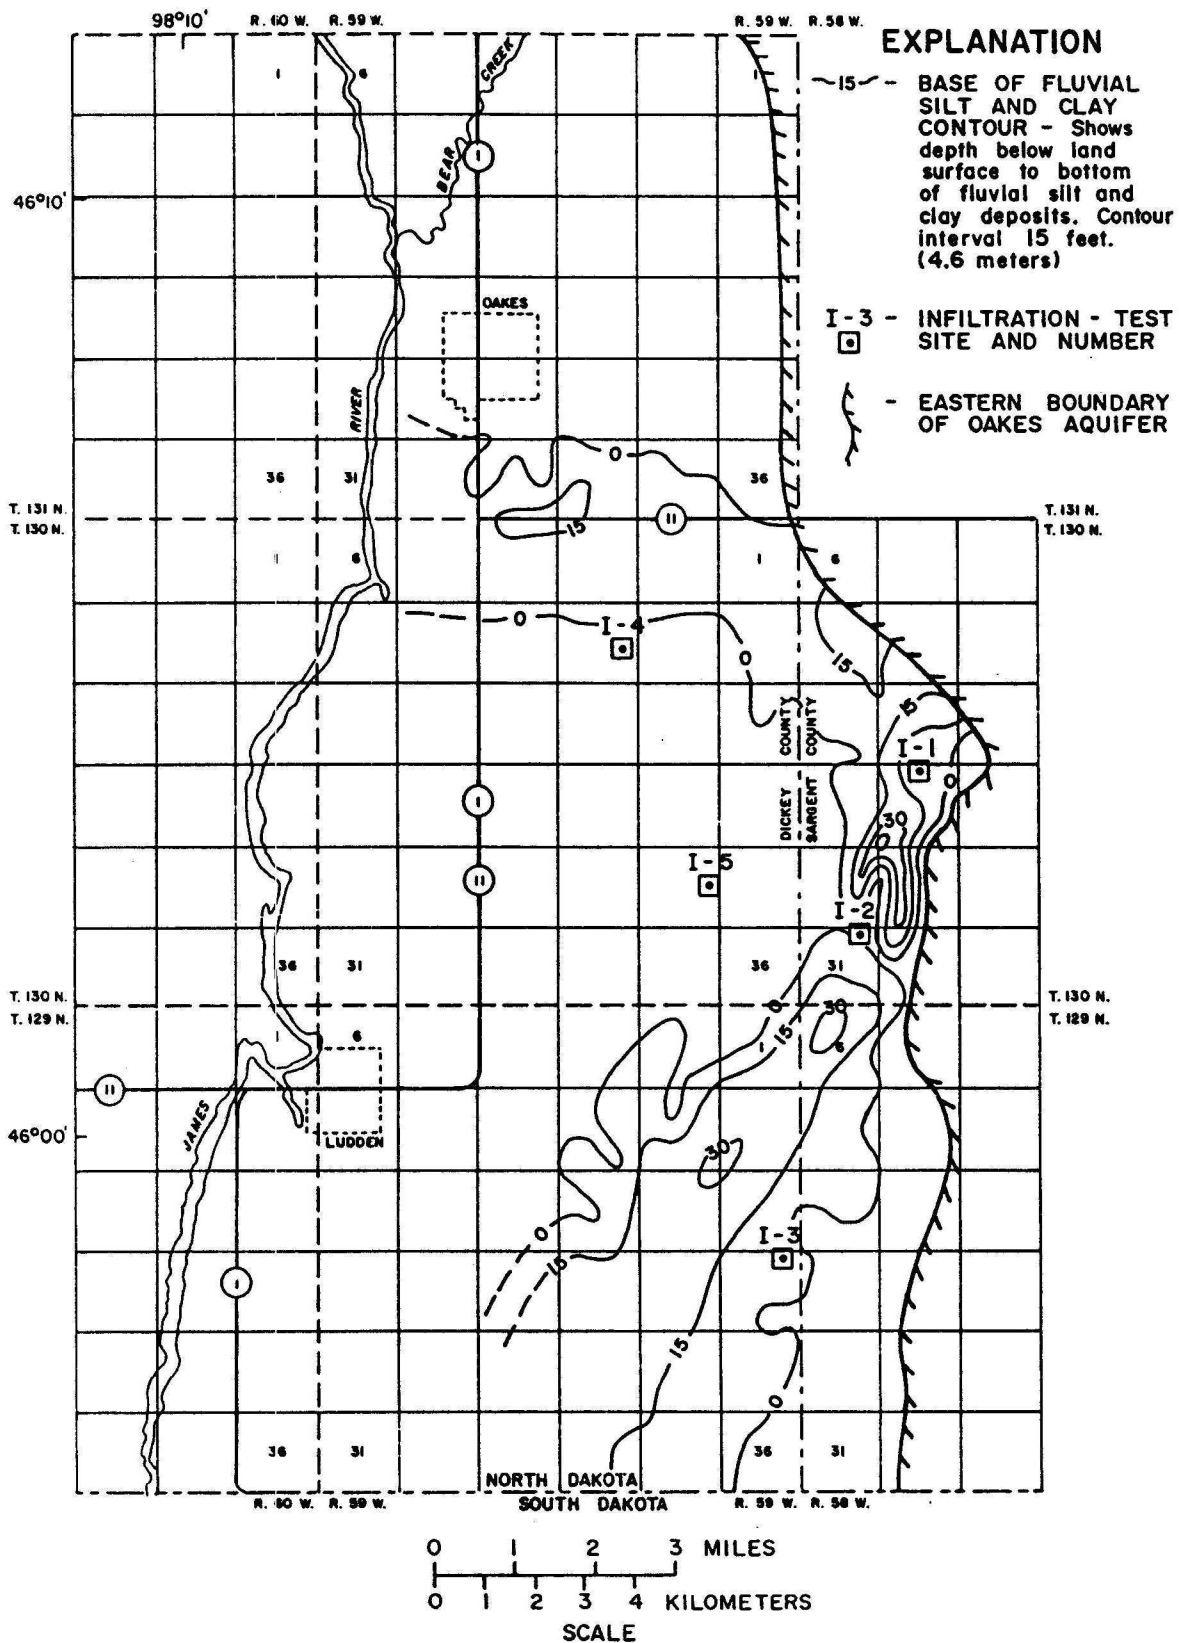 98°10'
R. 60 W. R. 59 W.
R. 59 W. R. 58 W.
EXPLANATION
15 - BASE OF FLUVIAL
SILT AND CLAY
CONTOUR - Shows
depth below land
surface to bottom
of fluvial silt and
clay deposits. Contour
interval 15 feet.
(4.6 meters)
I-3 - INFILTRATION - TEST
SITE AND NUMBER
- EASTERN BOUNDARY
OF OAKES AQUIFER
1 6
1
BEAR CREEK
1
46°10'
OAKES
RIVER
0
36 31
36
T. 131 N.
T. 130 N.
11
15
T. 131 N.
T. 130 N.
1 6
1 6
0
I-4
0
15
15
DICKEY COUNTY
SARGENT COUNTY
I-1
0
1
30
I-5
11
I-2
36 31
36 31
T. 130 N.
T. 129 N.
T. 130 N.
T. 129 N.
0
15
30
1 6
1 6
11
JAMES
46°00'
LUDDEN
30
0
15
I-3
1
15
0
36 31
36 31
NORTH DAKOTA
SOUTH DAKOTA
R. 60 W. R. 59 W.
R. 59 W. R. 58 W.
0 1 2 3 MILES
0 1 2 3 4 KILOMETERS
SCALE